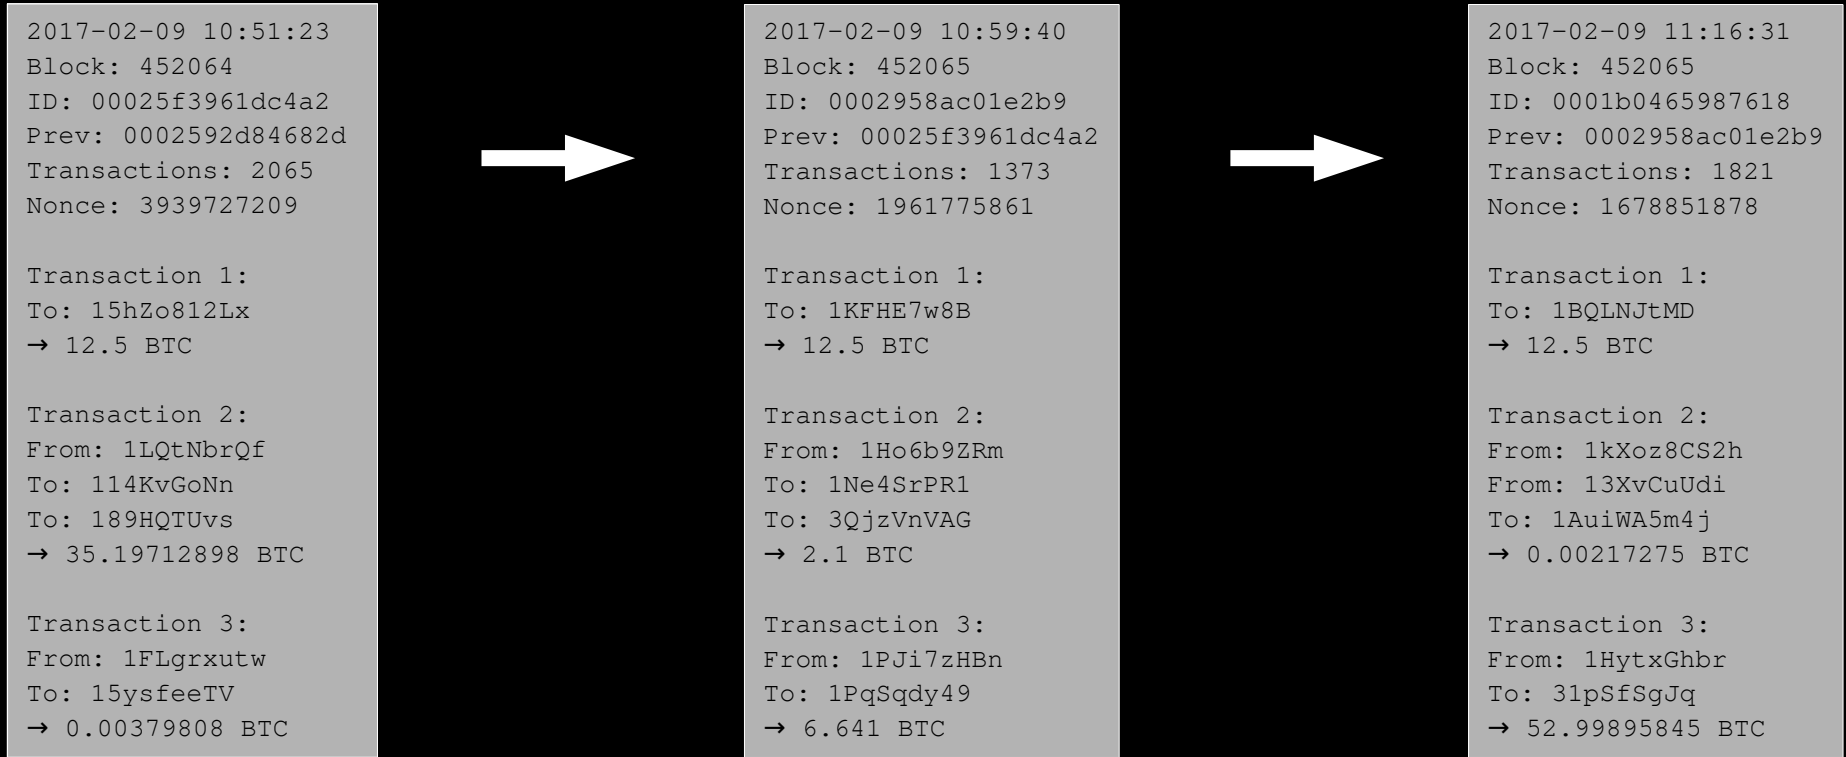 2017-02-09 10:51:23
Block: 452064
ID: 00025f3961dc4a2
Prev: 0002592d84682d
Transactions: 2065
Nonce: 3939727209
Transaction 1:
To: 15hZo812Lx
→ 12.5 BTC
Transaction 2:
From: 1LQtNbrQf
To: 114KvGoNn
To: 189HQTUvs
→ 35.19712898 BTC
Transaction 3:
From: 1FLgrxutw
To: 15ysfeeTV
→ 0.00379808 BTC
2017-02-09 10:59:40
Block: 452065
ID: 0002958ac01e2b9
Prev: 00025f3961dc4a2
Transactions: 1373
Nonce: 1961775861
Transaction 1:
To: 1KFHE7w8B
→ 12.5 BTC
Transaction 2:
From: 1Ho6b9ZRm
To: 1Ne4SrPR1
To: 3QjzVnVAG
→ 2.1 BTC
Transaction 3:
From: 1PJi7zHBn
To: 1PqSqdy49
→ 6.641 BTC
2017-02-09 11:16:31
Block: 452065
ID: 0001b0465987618
Prev: 0002958ac01e2b9
Transactions: 1821
Nonce: 1678851878
Transaction 1:
To: 1BQLNJtMD
→ 12.5 BTC
Transaction 2:
From: 1kXoz8CS2h
From: 13XvCuUdi
To: 1AuiWA5m4j
→ 0.00217275 BTC
Transaction 3:
From: 1HytxGhbr
To: 31pSfSgJq
→ 52.99895845 BTC